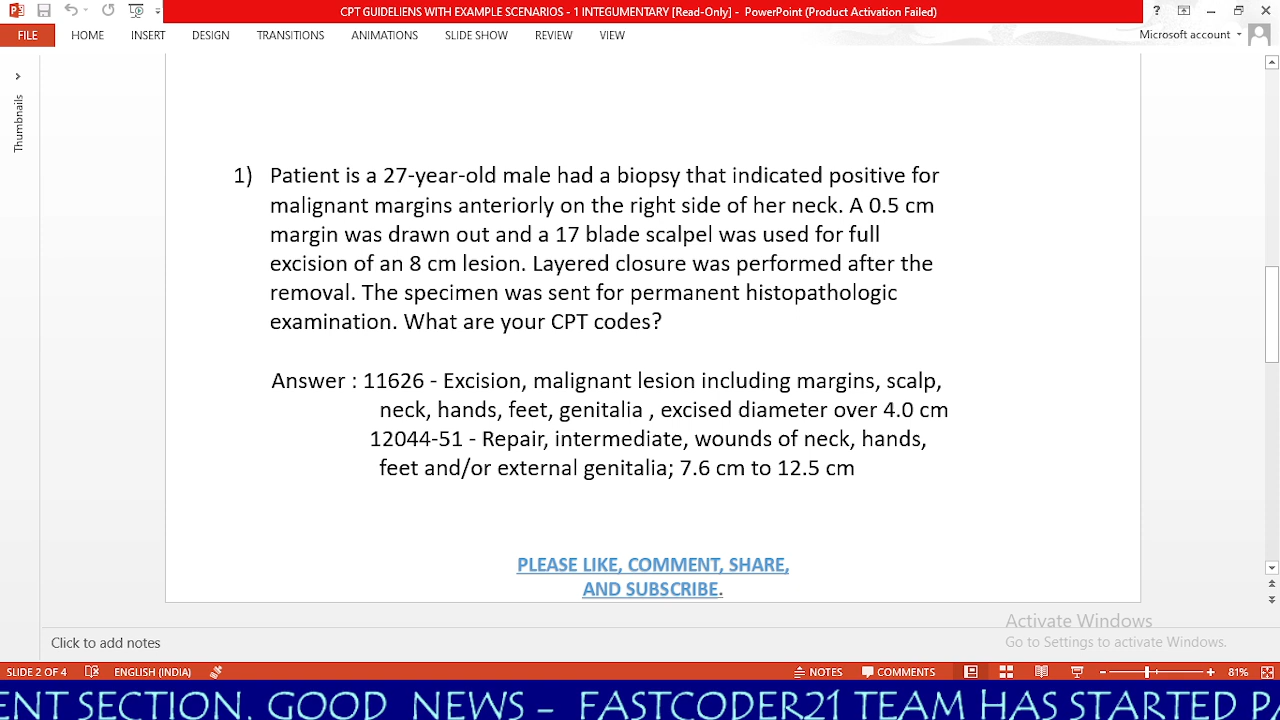 CPT GUIDELIENS WITH EXAMPLE SCENARIOS - 1 INTEGUMENTARY [Read-Only] - PowerPoint (Product Activation Failed)
FILE HOME INSERT DESIGN TRANSITIONS ANIMATIONS SLIDE SHOW REVIEW VIEW Microsoft account
Thumbnails
1) Patient is a 27-year-old male had a biopsy that indicated positive for
malignant margins anteriorly on the right side of her neck. A 0.5 cm
margin was drawn out and a 17 blade scalpel was used for full
excision of an 8 cm lesion. Layered closure was performed after the
removal. The specimen was sent for permanent histopathologic
examination. What are your CPT codes?
Answer : 11626 - Excision, malignant lesion including margins, scalp,
neck, hands, feet, genitalia , excised diameter over 4.0 cm
12044-51 - Repair, intermediate, wounds of neck, hands,
feet and/or external genitalia; 7.6 cm to 12.5 cm
PLEASE LIKE, COMMENT, SHARE,
AND SUBSCRIBE.
Activate Windows
Go to Settings to activate Windows.
Click to add notes
SLIDE 2 OF 4 ENGLISH (INDIA) NOTES COMMENTS 81%
ENT SECTION. GOOD NEWS - FASTCODER21 TEAM HAS STARTED PA